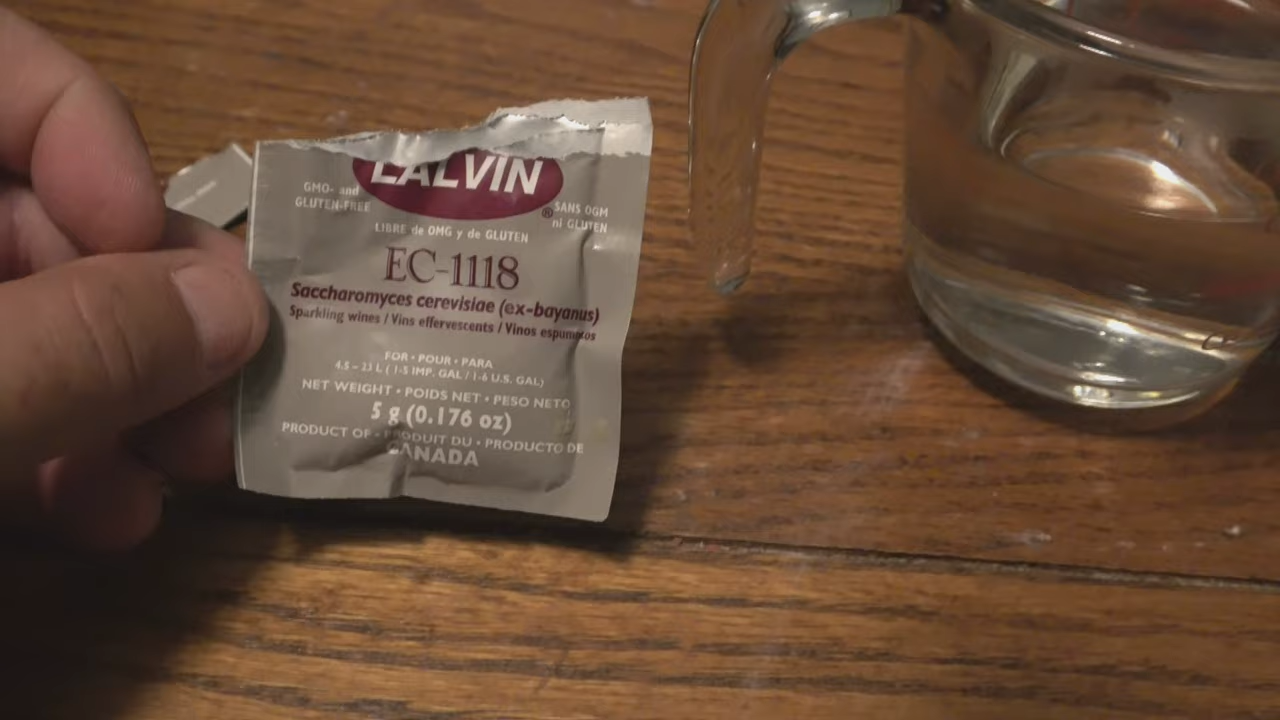 LALVIN
GMO- and
GLUTEN-FREE
® SANS OGM
ni GLUTEN
LIBRE de OMG y de GLUTEN
EC-1118
Saccharomyces cerevisiae (ex-bayanus)
Sparkling wines / Vins effervescents / Vinos espumosos
FOR • POUR • PARA
4.5 – 23 L ( 1-5 IMP. GAL / 1-6 U.S. GAL)
NET WEIGHT • POIDS NET • PESO NETO
5 g (0.176 oz)
PRODUCT OF • PRODUIT DU • PRODUCTO DE
CANADA